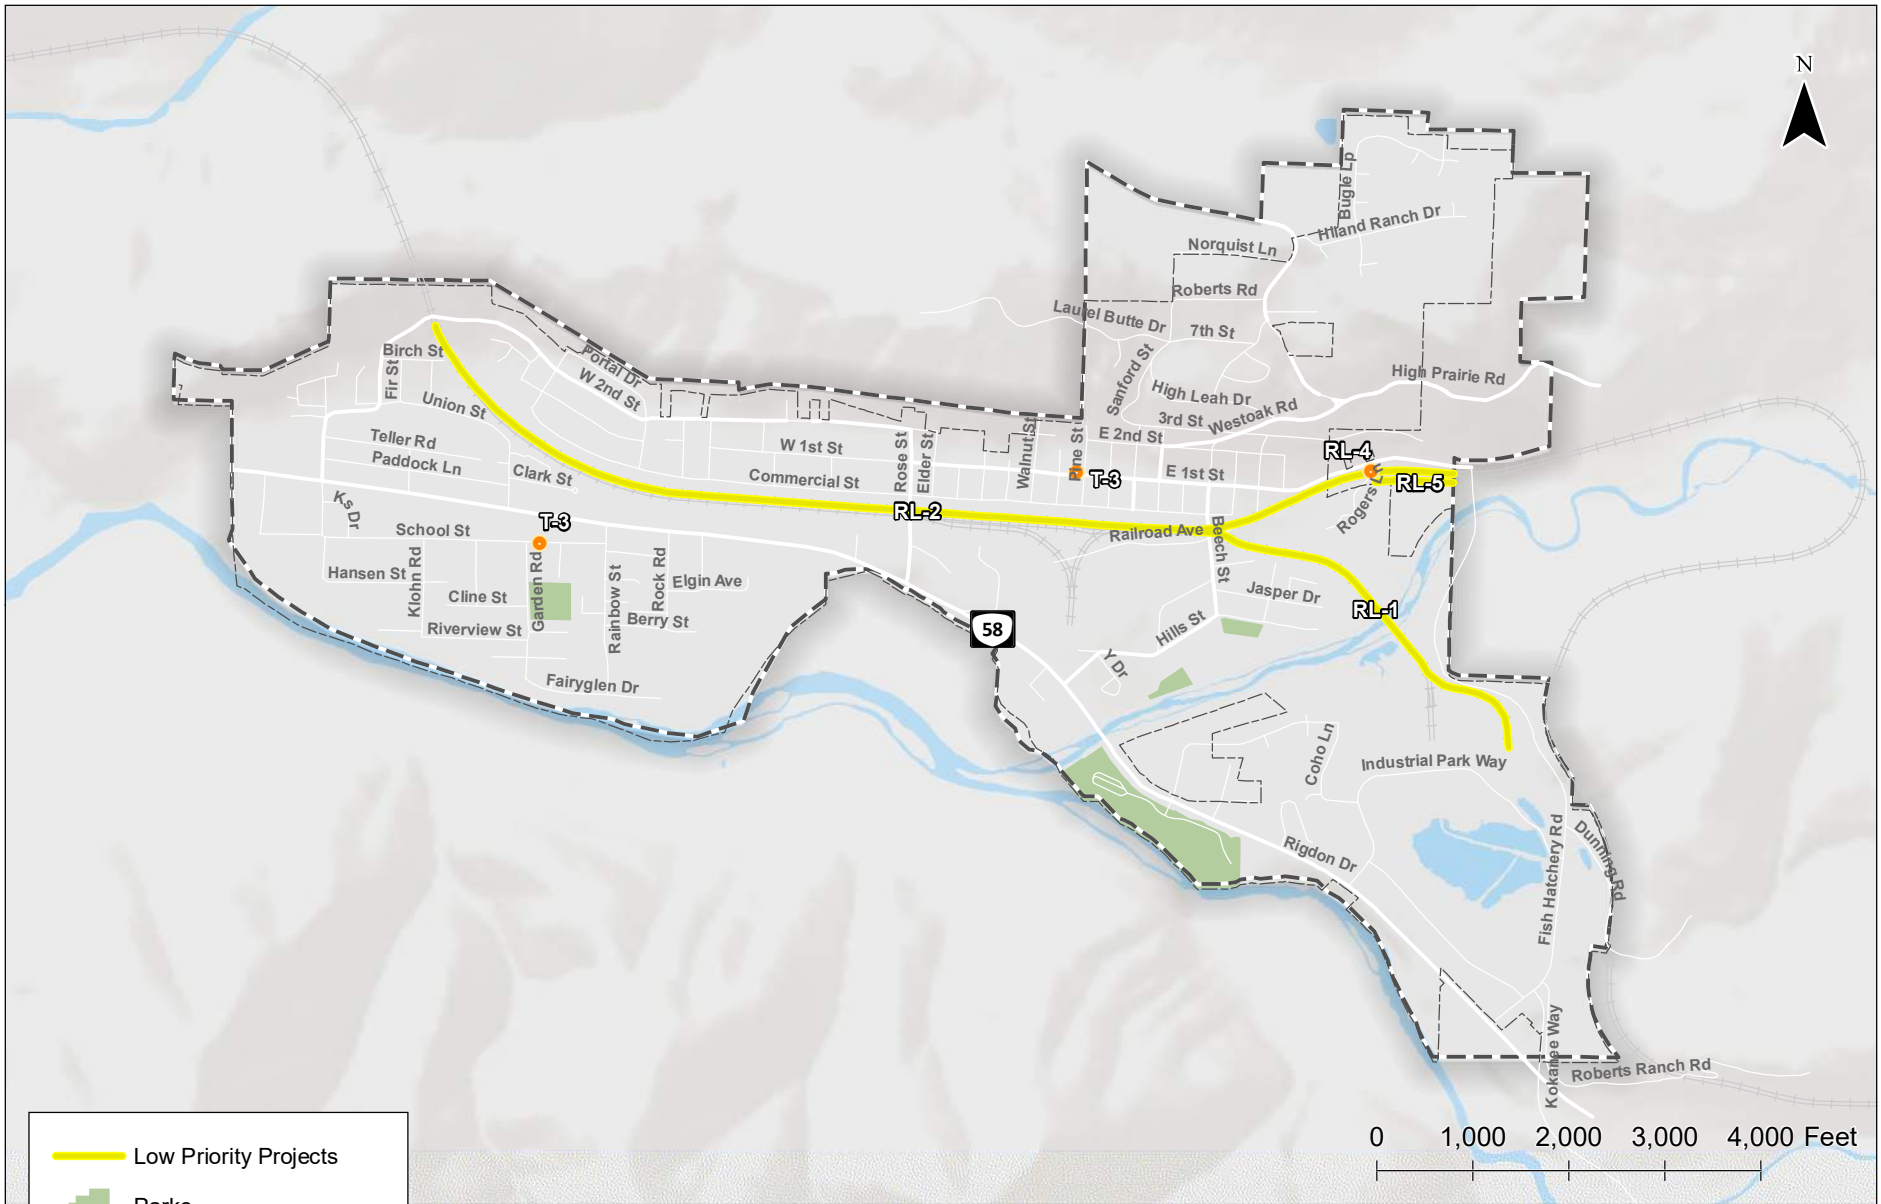 N
Bugle Lp
Hiland Ranch Dr
Norquist Ln
Roberts Rd
Laurel Butte Dr
7th St
Sanford St
High Prairie Rd
High Leah Dr
3rd St
Westoak Rd
E 2nd St
Birch St
Fir St
Portal Dr
W 2nd St
Union St
Teller Rd
Paddock Ln
Clark St
W 1st St
Commercial St
Rose St
Elder St
Walnut St
Pine St
T-3
E 1st St
RL-4
RL-5
Rogers Ln
Ks Dr
School St
T-3
RL-2
Railroad Ave
Beech St
Hansen St
Klohn Rd
Cline St
Garden Rd
Rainbow St
Rock Rd
Elgin Ave
Berry St
Riverview St
Fairyglen Dr
58
Jasper Dr
RL-1
Hills St
Y Dr
Coho Ln
Industrial Park Way
Rigdon Dr
Fish Hatchery Rd
Dunning Rd
Kokanee Way
Roberts Ranch Rd
0 1,000 2,000 3,000 4,000 Feet
Low Priority Projects
Parks